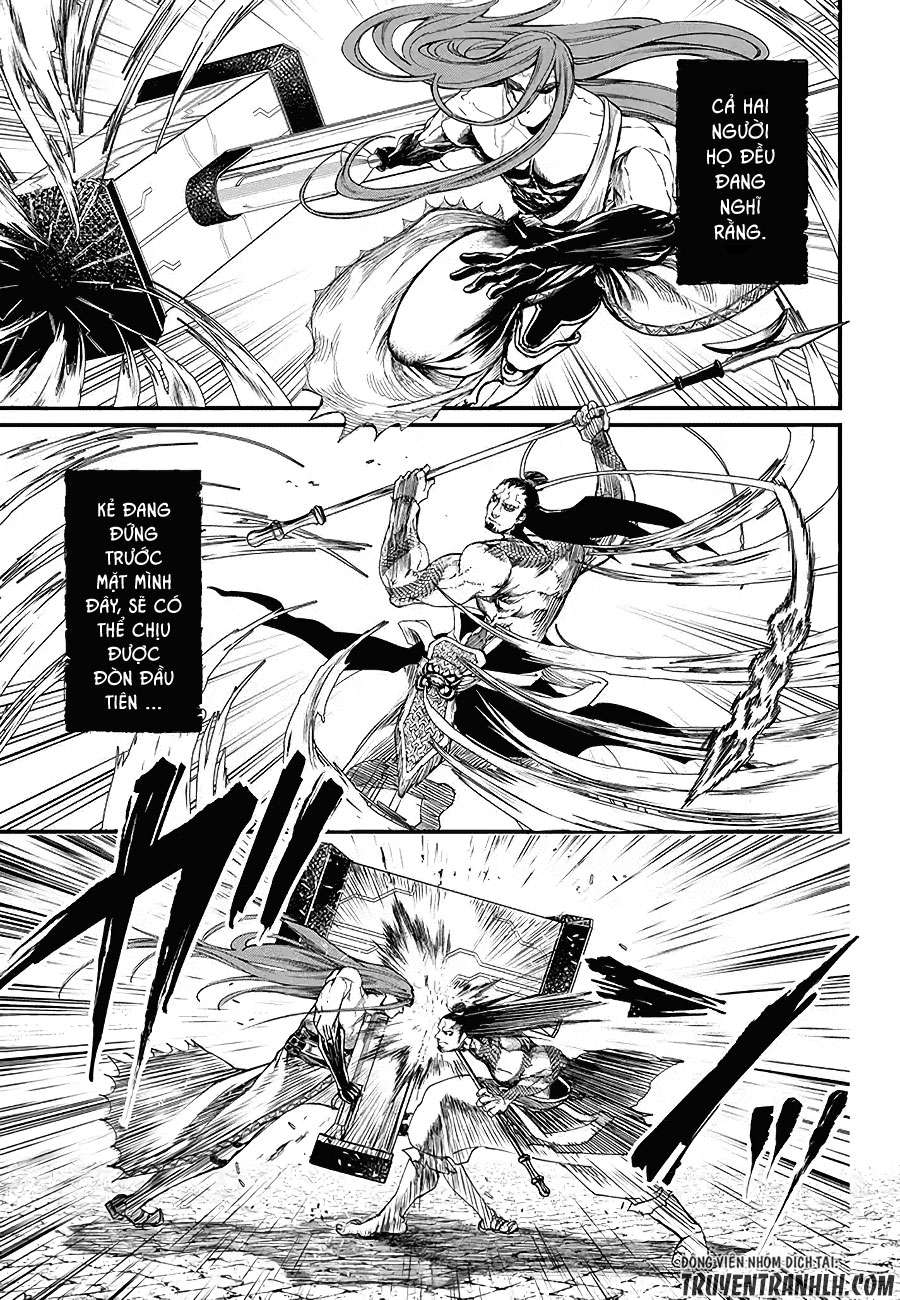 CẢ HAI
NGƯỜI
HỌ ĐỀU
ĐANG
NGHĨ
RẰNG.
KẺ ĐANG
ĐỨNG
TRƯỚC
MẶT MÌNH
ĐÂY, SẼ CÓ
THỂ CHỊU
ĐƯỢC
ĐÒN ĐẦU
TIÊN ...
ĐỘNG VIÊN NHÓM DỊCH TẠI:
TRUYENTRANHLH.COM